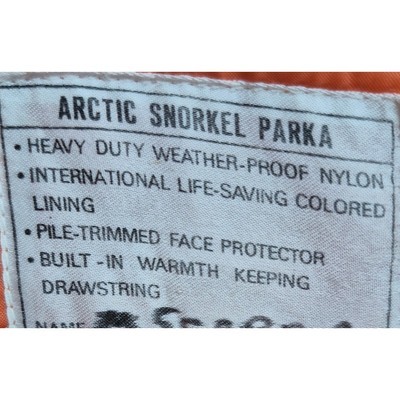 ARCTIC SNORKEL PARKA
• HEAVY DUTY WEATHER-PROOF NYLON
• INTERNATIONAL LIFE-SAVING COLORED
LINING
• PILE-TRIMMED FACE PROTECTOR
• BUILT-IN WARMTH KEEPING
DRAWSTRING
NAME